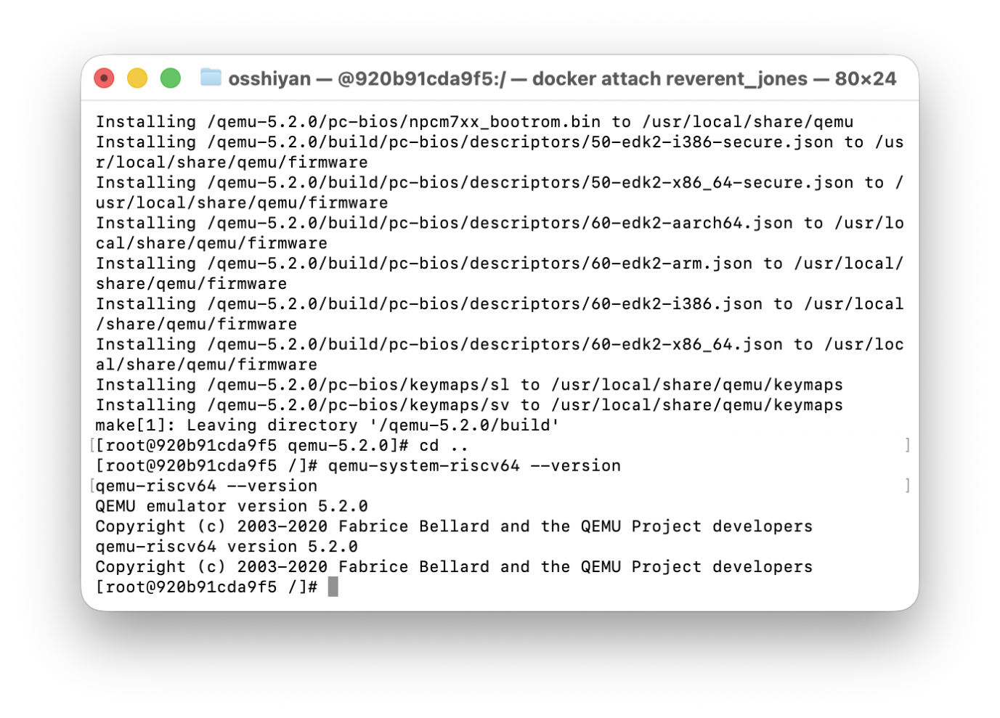 osshiyan — @920b91cda9f5:/ — docker attach reverent_jones — 80×24
Installing /qemu-5.2.0/pc-bios/npcm7xx_bootrom.bin to /usr/local/share/qemu
Installing /qemu-5.2.0/build/pc-bios/descriptors/50-edk2-i386-secure.json to /us
r/local/share/qemu/firmware
Installing /qemu-5.2.0/build/pc-bios/descriptors/50-edk2-x86_64-secure.json to /
usr/local/share/qemu/firmware
Installing /qemu-5.2.0/build/pc-bios/descriptors/60-edk2-aarch64.json to /usr/lo
cal/share/qemu/firmware
Installing /qemu-5.2.0/build/pc-bios/descriptors/60-edk2-arm.json to /usr/local/
share/qemu/firmware
Installing /qemu-5.2.0/build/pc-bios/descriptors/60-edk2-i386.json to /usr/local
/share/qemu/firmware
Installing /qemu-5.2.0/build/pc-bios/descriptors/60-edk2-x86_64.json to /usr/loc
al/share/qemu/firmware
Installing /qemu-5.2.0/pc-bios/keymaps/sl to /usr/local/share/qemu/keymaps
Installing /qemu-5.2.0/pc-bios/keymaps/sv to /usr/local/share/qemu/keymaps
make[1]: Leaving directory '/qemu-5.2.0/build'
[[root@920b91cda9f5 qemu-5.2.0]# cd .. ]
[root@920b91cda9f5 /]# qemu-system-riscv64 --version
[qemu-riscv64 --version ]
QEMU emulator version 5.2.0
Copyright (c) 2003-2020 Fabrice Bellard and the QEMU Project developers
qemu-riscv64 version 5.2.0
Copyright (c) 2003-2020 Fabrice Bellard and the QEMU Project developers
[root@920b91cda9f5 /]#